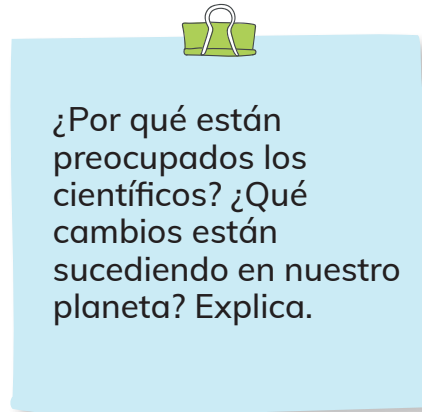 ¿Por qué están
preocupados los
científicos? ¿Qué
cambios están
sucediendo en nuestro
planeta? Explica.